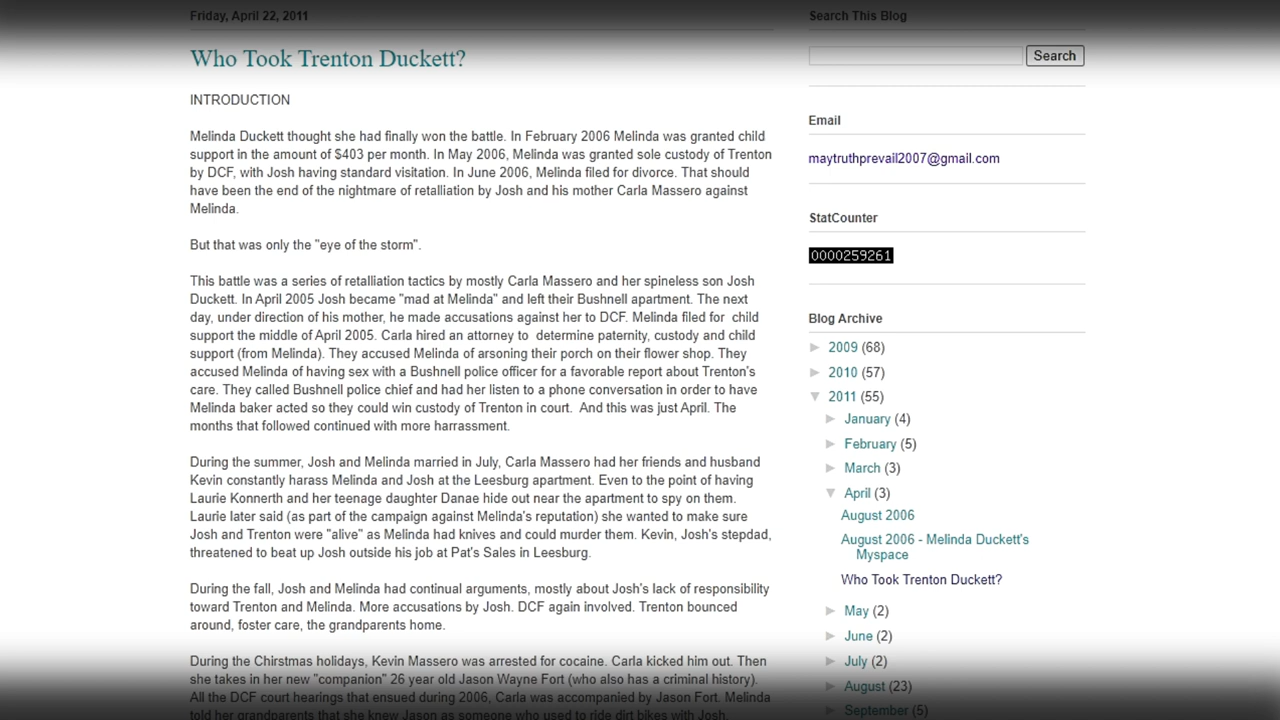 Friday, April 22, 2011
Who Took Trenton Duckett?
INTRODUCTION
Melinda Duckett thought she had finally won the battle. In February 2006 Melinda was granted child
support in the amount of $403 per month. In May 2006, Melinda was granted sole custody of Trenton
by DCF, with Josh having standard visitation. In June 2006, Melinda filed for divorce. That should
have been the end of the nightmare of retalliation by Josh and his mother Carla Massero against
Melinda.
But that was only the "eye of the storm".
This battle was a series of retalliation tactics by mostly Carla Massero and her spineless son Josh
Duckett. In April 2005 Josh became "mad at Melinda" and left their Bushnell apartment. The next
day, under direction of his mother, he made accusations against her to DCF. Melinda filed for child
support the middle of April 2005. Carla hired an attorney to determine paternity, custody and child
support (from Melinda). They accused Melinda of arsoning their porch on their flower shop. They
accused Melinda of having sex with a Bushnell police officer for a favorable report about Trenton's
care. They called Bushnell police chief and had her listen to a phone conversation in order to have
Melinda baker acted so they could win custody of Trenton in court. And this was just April. The
months that followed continued with more harrassment.
During the summer, Josh and Melinda married in July, Carla Massero had her friends and husband
Kevin constantly harass Melinda and Josh at the Leesburg apartment. Even to the point of having
Laurie Konnerth and her teenage daughter Danae hide out near the apartment to spy on them.
Laurie later said (as part of the campaign against Melinda's reputation) she wanted to make sure
Josh and Trenton were "alive" as Melinda had knives and could murder them. Kevin, Josh's stepdad,
threatened to beat up Josh outside his job at Pat's Sales in Leesburg.
During the fall, Josh and Melinda had continual arguments, mostly about Josh's lack of responsibility
toward Trenton and Melinda. More accusations by Josh. DCF again involved. Trenton bounced
around, foster care, the grandparents home.
During the Chirstmas holidays, Kevin Massero was arrested for cocaine. Carla kicked him out. Then
she takes in her new "companion" 26 year old Jason Wayne Fort (who also has a criminal history).
All the DCF court hearings that ensued during 2006, Carla was accompanied by Jason Fort. Melinda
told her grandparents that she knew Jason as someone who used to ride dirt bikes with Josh
Search This Blog
Search
Email
maytruthprevail2007@gmail.com
StatCounter
0000259261
Blog Archive
► 2009 (68)
► 2010 (57)
▼ 2011 (55)
► January (4)
► February (5)
► March (3)
▼ April (3)
August 2006
August 2006 - Melinda Duckett's
Myspace
Who Took Trenton Duckett?
► May (2)
► June (2)
► July (2)
► August (23)
► September (5)